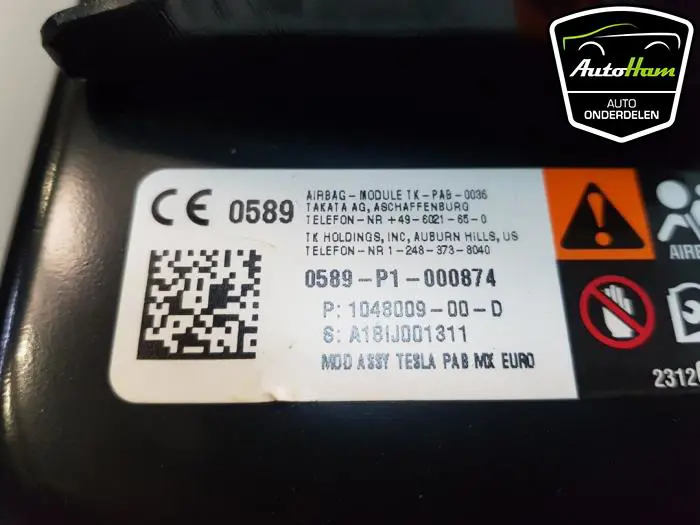 AutoHam
AUTO
ONDERDELEN
CE 0589
AIRBAG-MODULE TK-PAB-0036
TAKATA AG, ASCHAFFENBURG
TELEFON-NR +49-6021-65-0
TK HOLDINGS, INC, AUBURN HILLS, US
TELEFON-NR 1-248-373-8040
0589-P1-000874
P: 1048009-00-D
S: A18IJ001311
MOD ASSY TESLA PAB MX EURO
AIRB
2312